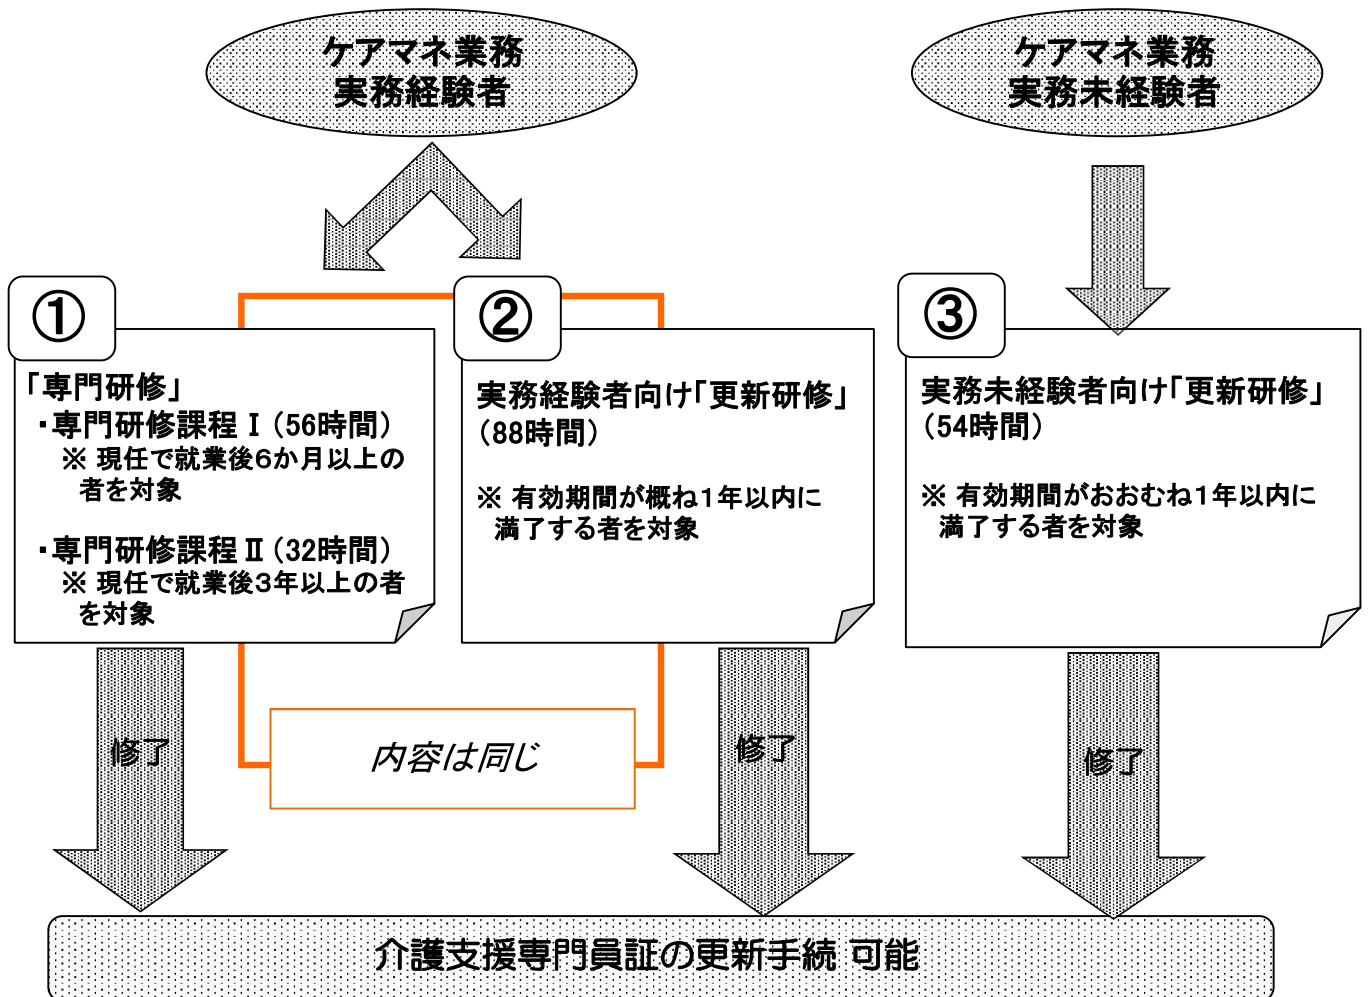 ケアマネ業務
実務経験者
ケアマネ業務
実務未経験者
①
「専門研修」
・専門研修課程Ⅰ（56時間）
※ 現任で就業後６か月以上の
者を対象
・専門研修課程Ⅱ（32時間）
※ 現任で就業後３年以上の者
を対象
②
実務経験者向け「更新研修」
（88時間）
※ 有効期間が概ね１年以内に
満了する者を対象
③
実務未経験者向け「更新研修」
（54時間）
※ 有効期間がおおむね１年以内に
満了する者を対象
修了
内容は同じ
修了
修了
介護支援専門員証の更新手続 可能